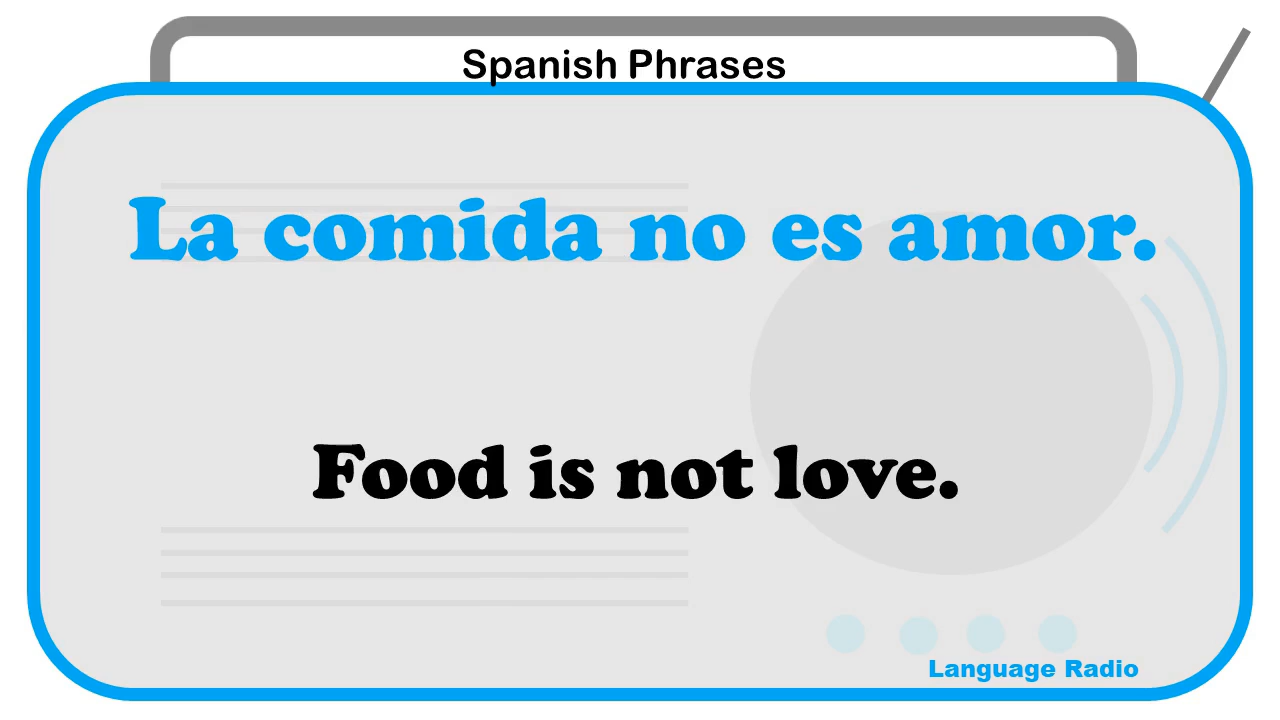 Spanish Phrases
La comida no es amor.
Food is not love.
Language Radio